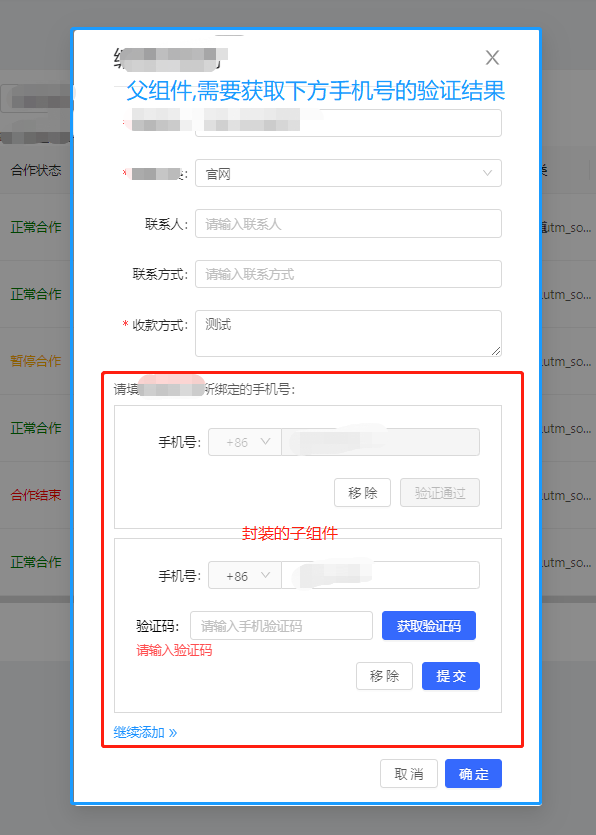 父组件,需要获取下方手机号的验证结果
合作状态
官网
正常合作
utm_so...
联系人:
请输入联系人
联系方式:
请输入联系方式
正常合作
utm_so...
* 收款方式:
测试
暂停合作
utm_so...
请填
所绑定的手机号:
正常合作
utm_so...
手机号:
+86
合作结束
utm_so...
移 除
验证通过
封装的子组件
正常合作
utm_so...
手机号:
+86
验证码:
请输入手机验证码
获取验证码
请输入验证码
移 除
提 交
继续添加 »
取 消
确 定